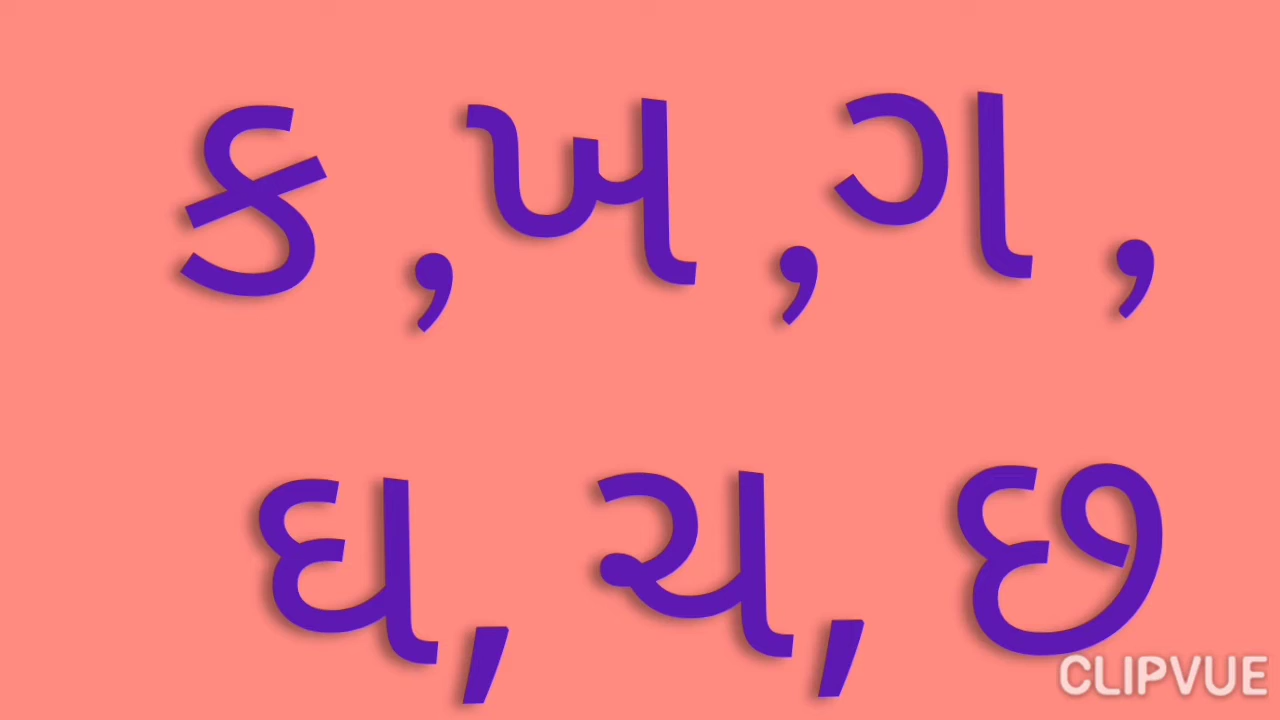 ક ,ખ ,ગ ,
ઘ, ચ, છ
CLIPVUE